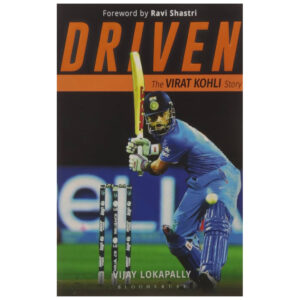 Foreword by Ravi Shastri
DRIVEN
The VIRAT KOHLI Story
VIJAY LOKAPALLY
BLOOMSBURY